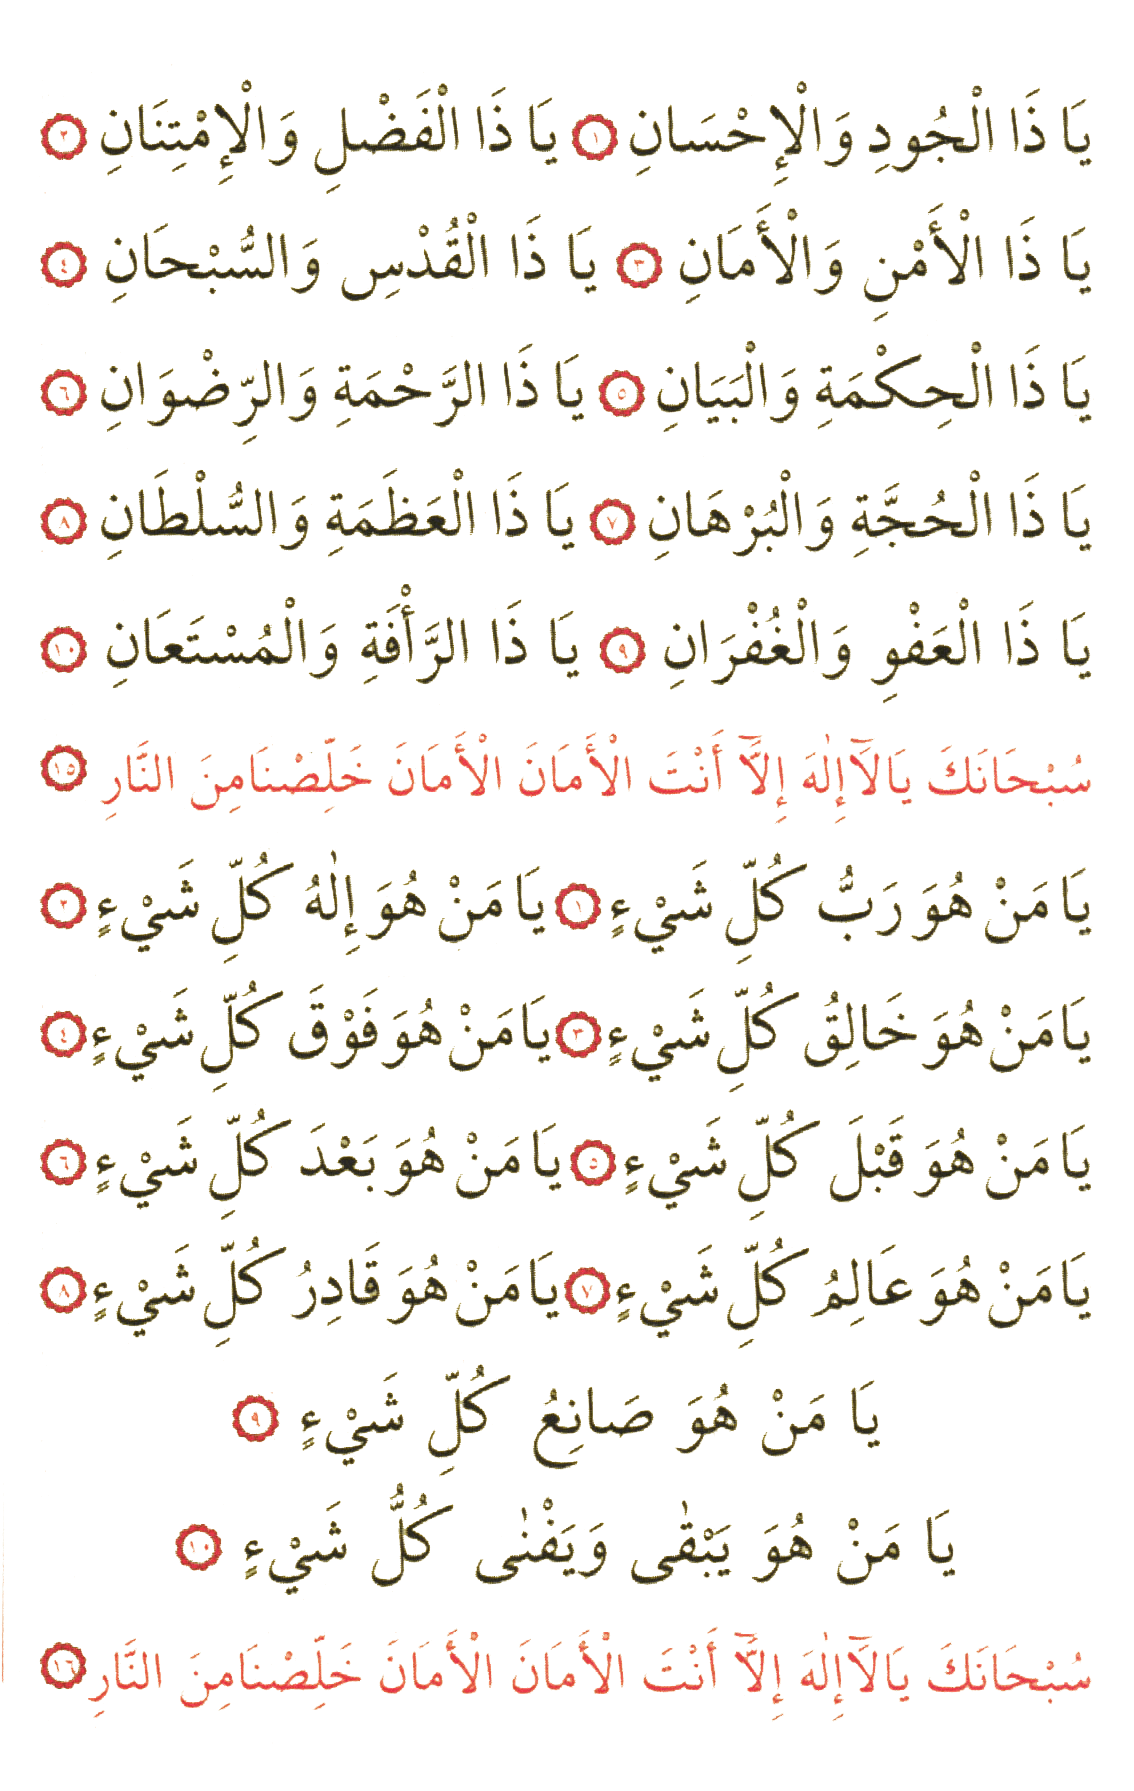 يَا ذَا الْجُودِ وَالْإِحْسَانِ ١ يَا ذَا الْفَضْلِ وَالْإِمْتِنَانِ ٢
يَا ذَا الْأَمْنِ وَالْأَمَانِ ٣ يَا ذَا الْقُدْسِ وَالسُّبْحَانِ ٤
يَا ذَا الْحِكْمَةِ وَالْبَيَانِ ٥ يَا ذَا الرَّحْمَةِ وَالرِّضْوَانِ ٦
يَا ذَا الْحُجَّةِ وَالْبُرْهَانِ ٧ يَا ذَا الْعَظَمَةِ وَالسُّلْطَانِ ٨
يَا ذَا الْعَفْوِ وَالْغُفْرَانِ ٩ يَا ذَا الرَّأْفَةِ وَالْمُسْتَعَانِ ١٠
سُبْحَانَكَ يَا لَآ اِلٰهَ إِلَّآ أَنْتَ الْأَمَانَ الْأَمَانَ خَلِّصْنَا مِنَ النَّارِ ١٥
يَا مَنْ هُوَ رَبُّ كُلِّ شَيْءٍ ١ يَا مَنْ هُوَ إِلٰهُ كُلِّ شَيْءٍ ٢
يَا مَنْ هُوَ خَالِقُ كُلِّ شَيْءٍ ٣ يَا مَنْ هُوَ فَوْقَ كُلِّ شَيْءٍ ٤
يَا مَنْ هُوَ قَبْلَ كُلِّ شَيْءٍ ٥ يَا مَنْ هُوَ بَعْدَ كُلِّ شَيْءٍ ٦
يَا مَنْ هُوَ عَالِمُ كُلِّ شَيْءٍ ٧ يَا مَنْ هُوَ قَادِرُ كُلِّ شَيْءٍ ٨
يَا مَنْ هُوَ صَانِعُ كُلِّ شَيْءٍ ٩
يَا مَنْ هُوَ يَبْقٰى وَيَفْنٰى كُلُّ شَيْءٍ ١٠
سُبْحَانَكَ يَا لَآ إِلٰهَ إِلَّآ أَنْتَ الْأَمَانَ الْأَمَانَ خَلِّصْنَا مِنَ النَّارِ ١٦